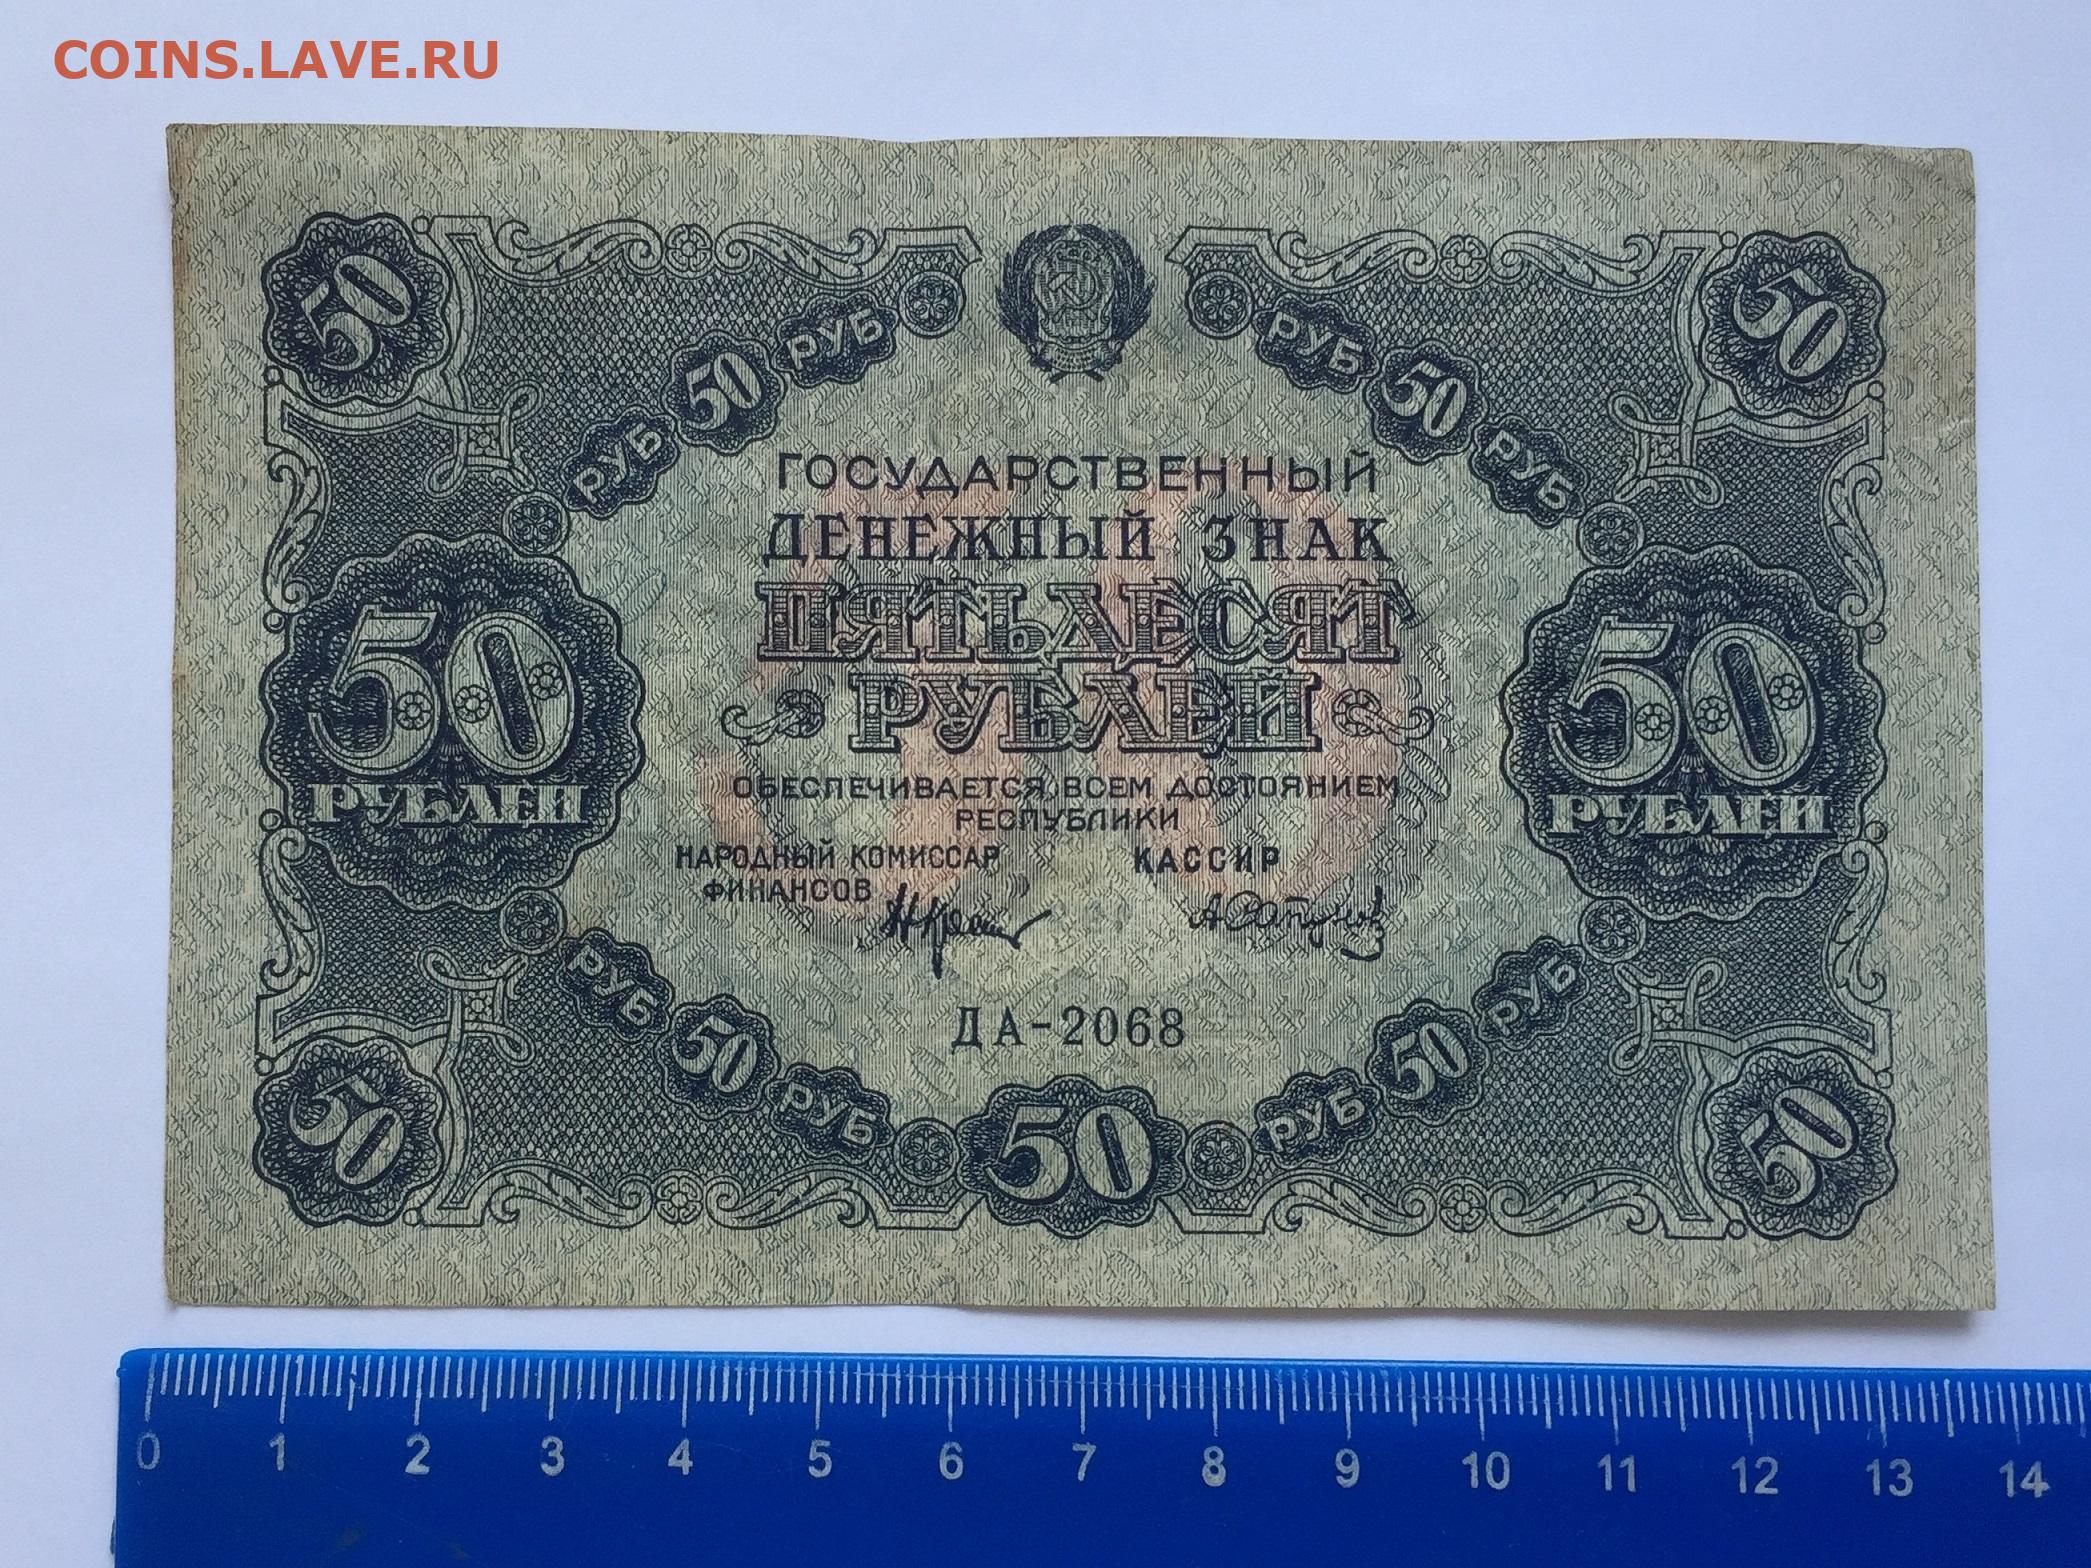 COINS.LAVE.RU
50 50
РУБ 50 РУБ РУБ 50 РУБ
ГОСУДАРСТВЕННЫЙ
ДЕНЕЖНЫЙ ЗНАК
ПЯТЬДЕСЯТ
РУБЛЕЙ
50 50
РУБЛЕЙ РУБЛЕЙ
ОБЕСПЕЧИВАЕТСЯ ВСЕМ ДОСТОЯНИЕМ
РЕСПУБЛИКИ
НАРОДНЫЙ КОМИССАР КАССИР
ФИНАНСОВ
ДА-2068
РУБ 50 РУБ РУБ 50 РУБ
50 50 50
0 1 2 3 4 5 6 7 8 9 10 11 12 13 14